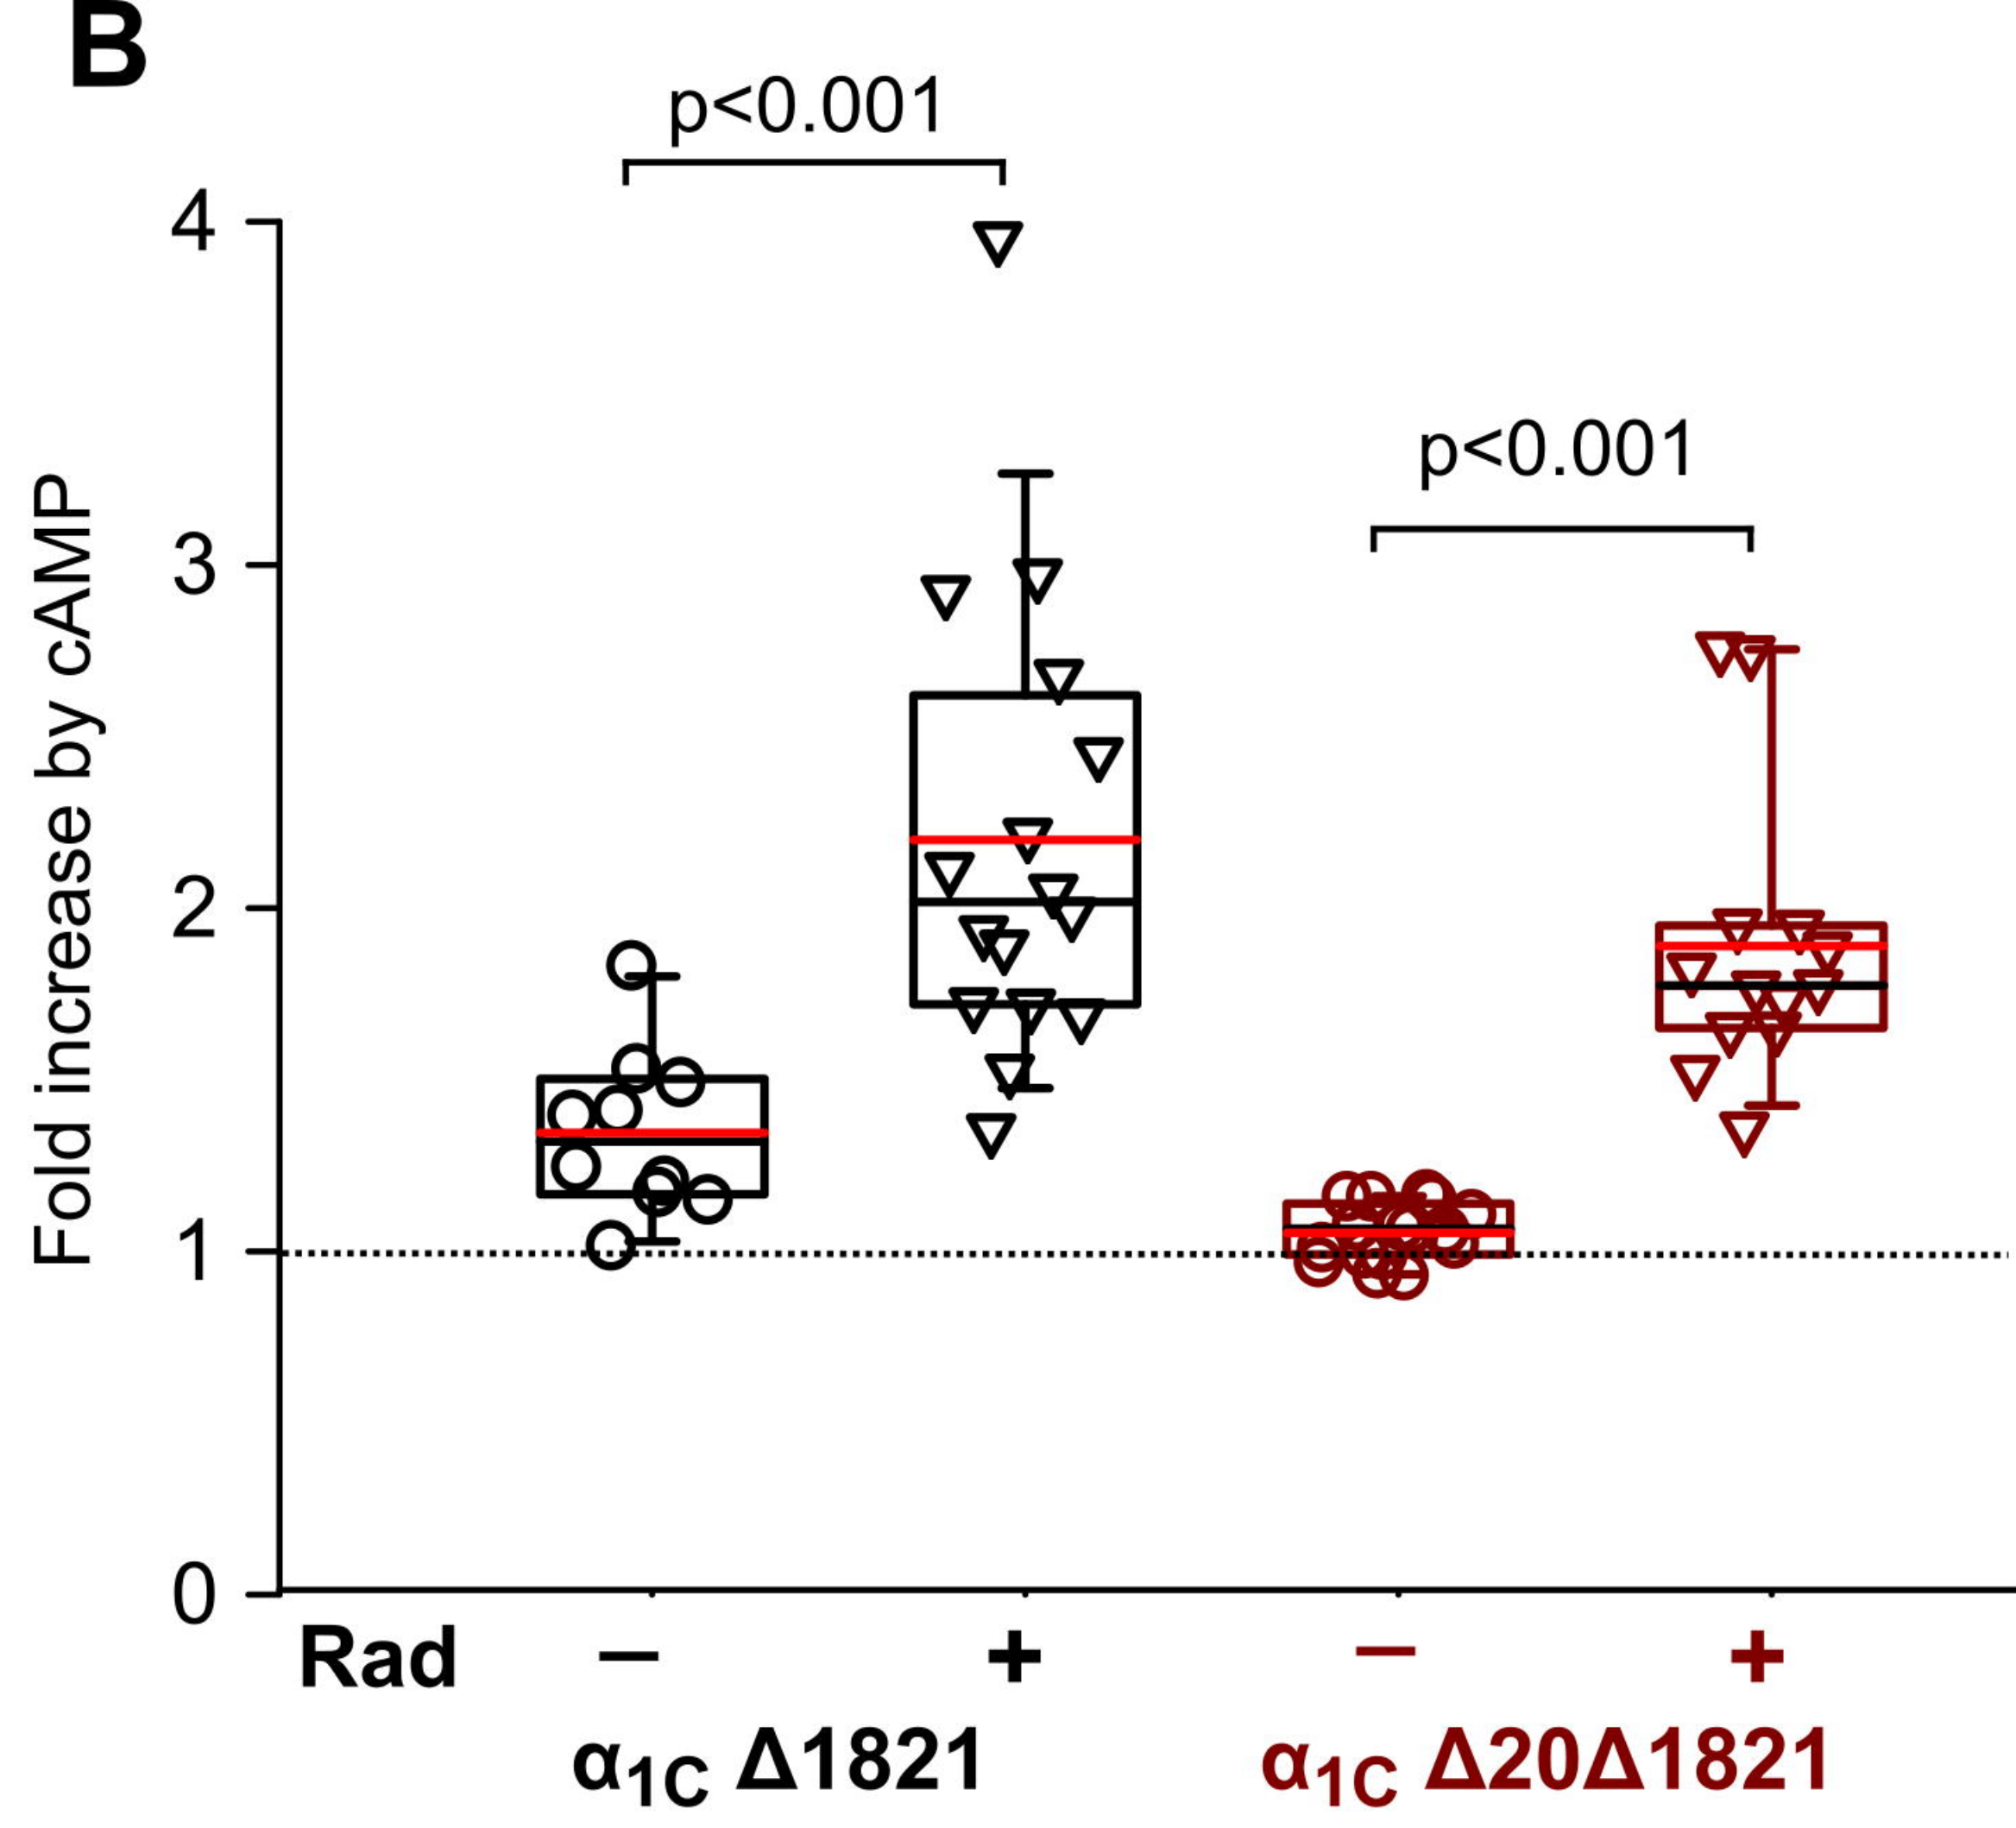 B
p<0.001
4
3
p<0.001
2
1
0
Fold increase by cAMP
Rad − + − +
α1C Δ1821 α1C Δ20Δ1821